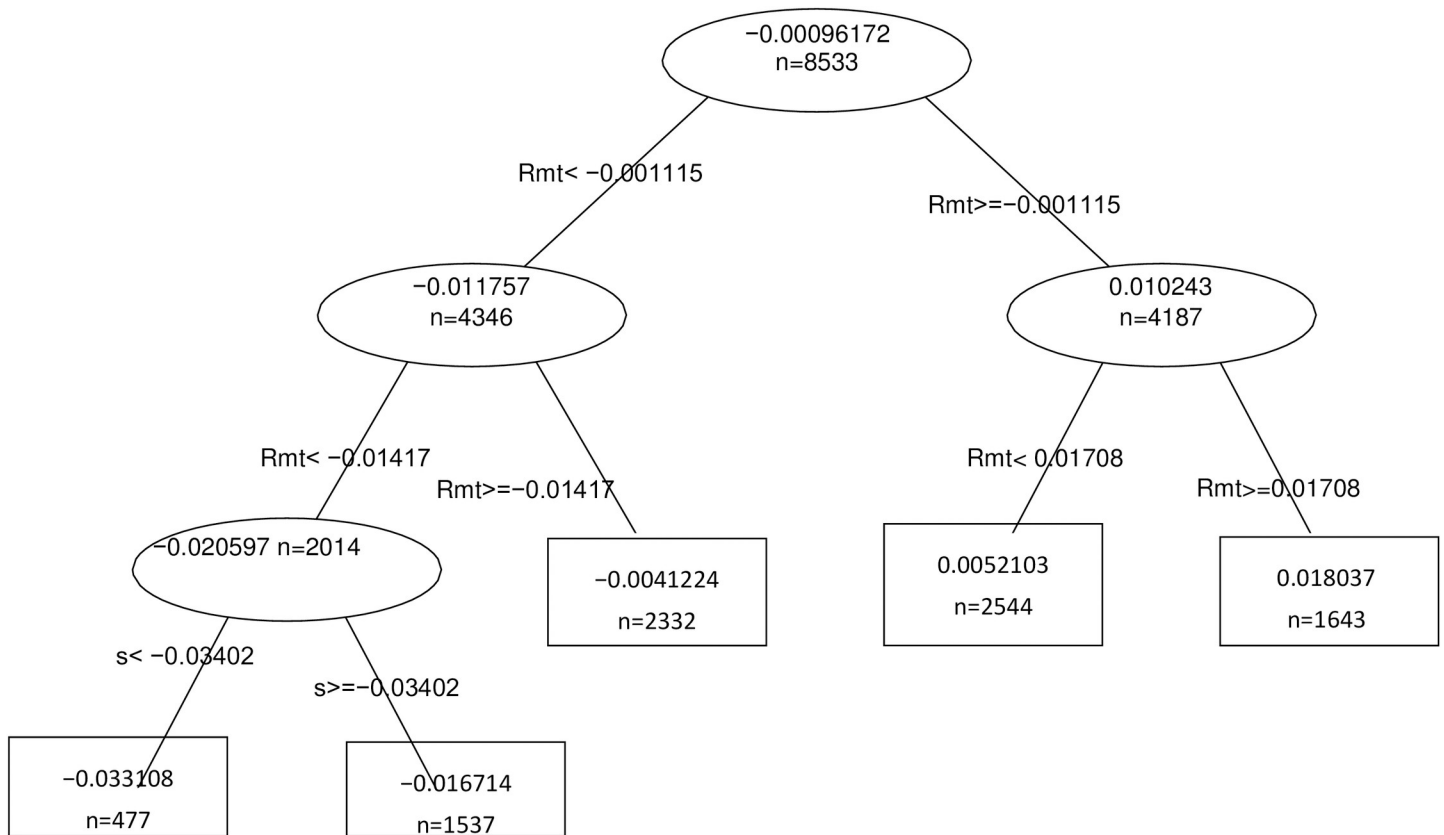 −0.00096172
n=8533
Rmt< −0.001115
Rmt>=−0.001115
−0.011757
n=4346
0.010243
n=4187
Rmt< −0.01417
Rmt>=−0.01417
Rmt< 0.01708
Rmt>=0.01708
−0.020597 n=2014
−0.0041224
n=2332
0.0052103
n=2544
0.018037
n=1643
s< −0.03402
s>=−0.03402
−0.033108
n=477
−0.016714
n=1537